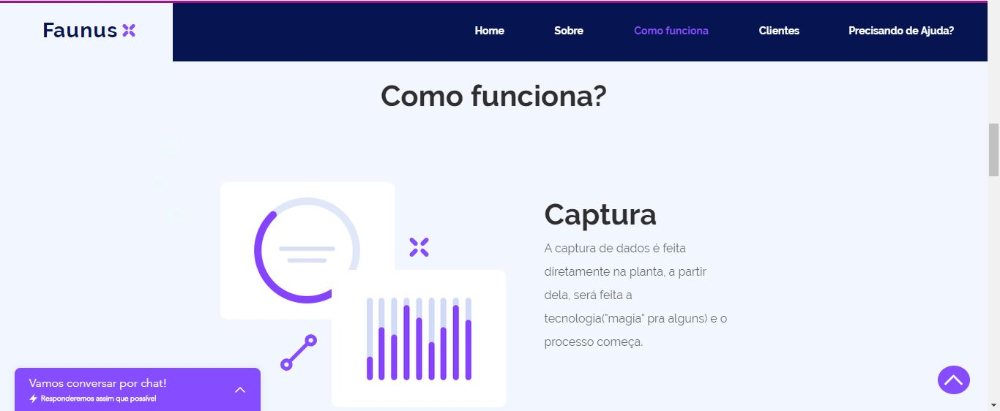 Faunus
Home Sobre Como funciona Clientes Precisando de Ajuda?
Como funciona?
Captura
A captura de dados é feita
diretamente na planta, a partir
dela, será feita a
tecnologia("magia" pra alguns) e o
processo começa.
Vamos conversar por chat!
Responderemos assim que possível